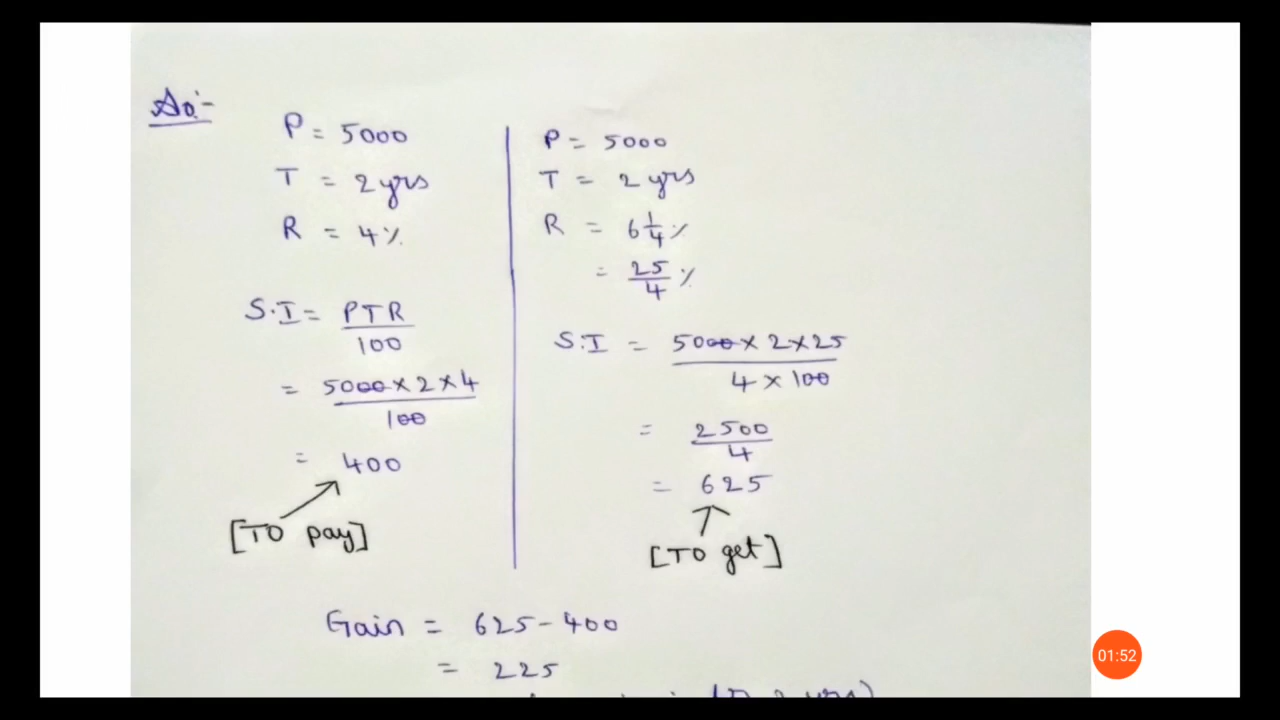 So:-
P = 5000
T = 2 yrs
R = 4%
S.I = PTR / 100
= 5000 × 2 × 4 / 100
= 400
[TO pay]
P = 5000
T = 2 yrs
R = 6 1/4 %
= 25/4 %
S.I = 5000 × 2 × 25 / 4 × 100
= 2500 / 4
= 625
[TO get]
Gain = 625 - 400
= 225
01:52